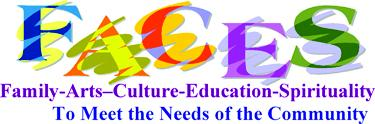 FACES
Family-Arts–Culture-Education-Spirituality
To Meet the Needs of the Community